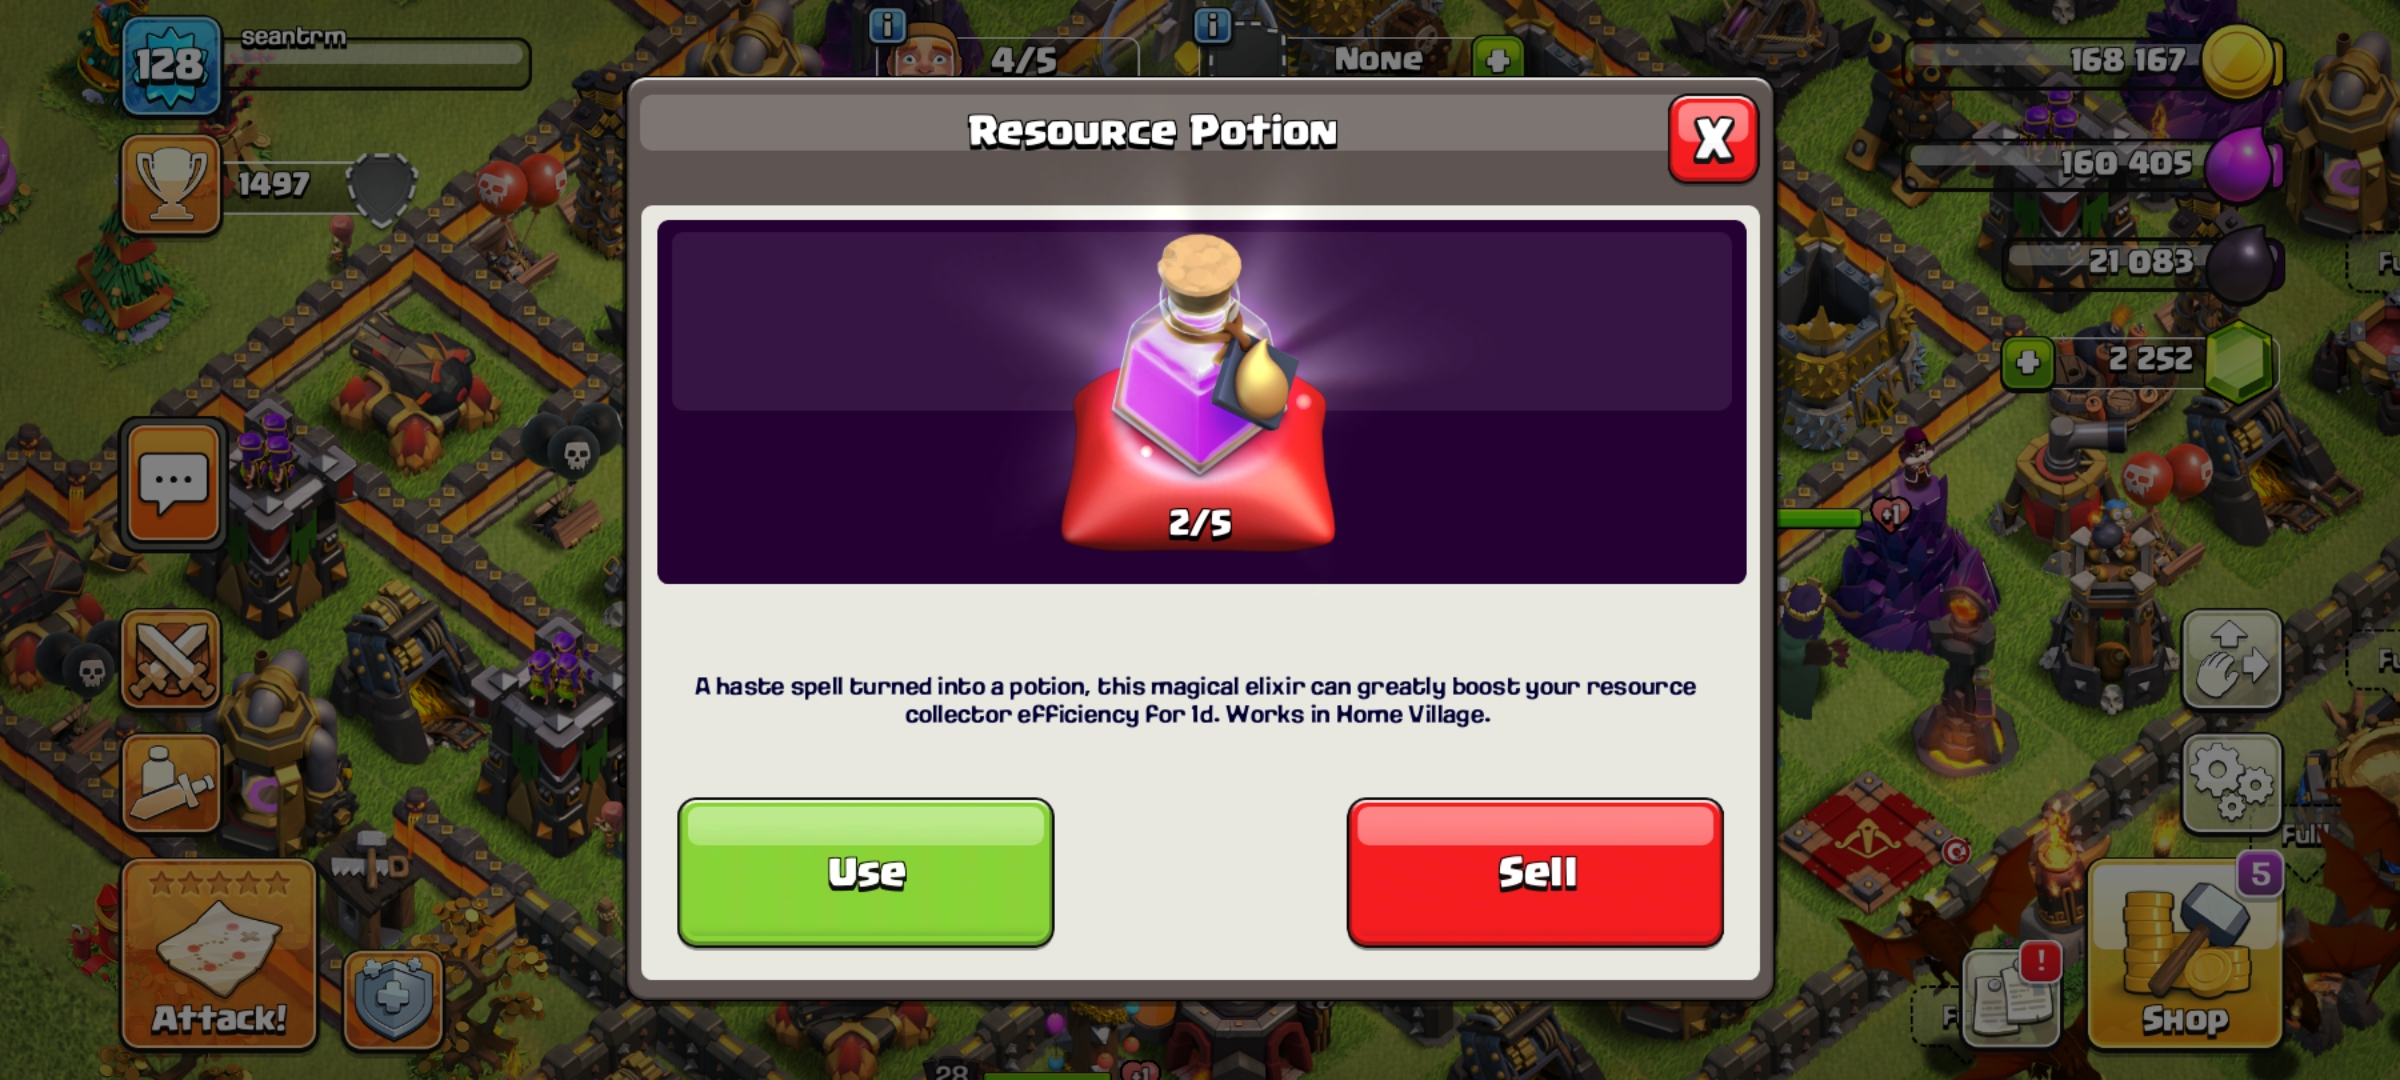 128
seantrm
4/5
None
168 167
1497
160 405
21 083
2 252
Resource Potion
X
2/5
+1
A haste spell turned into a potion, this magical elixir can greatly boost your resource
collector efficiency for 1d. Works in Home Village.
Use
Sell
Full!
5
!
Attack!
Shop
28
+1